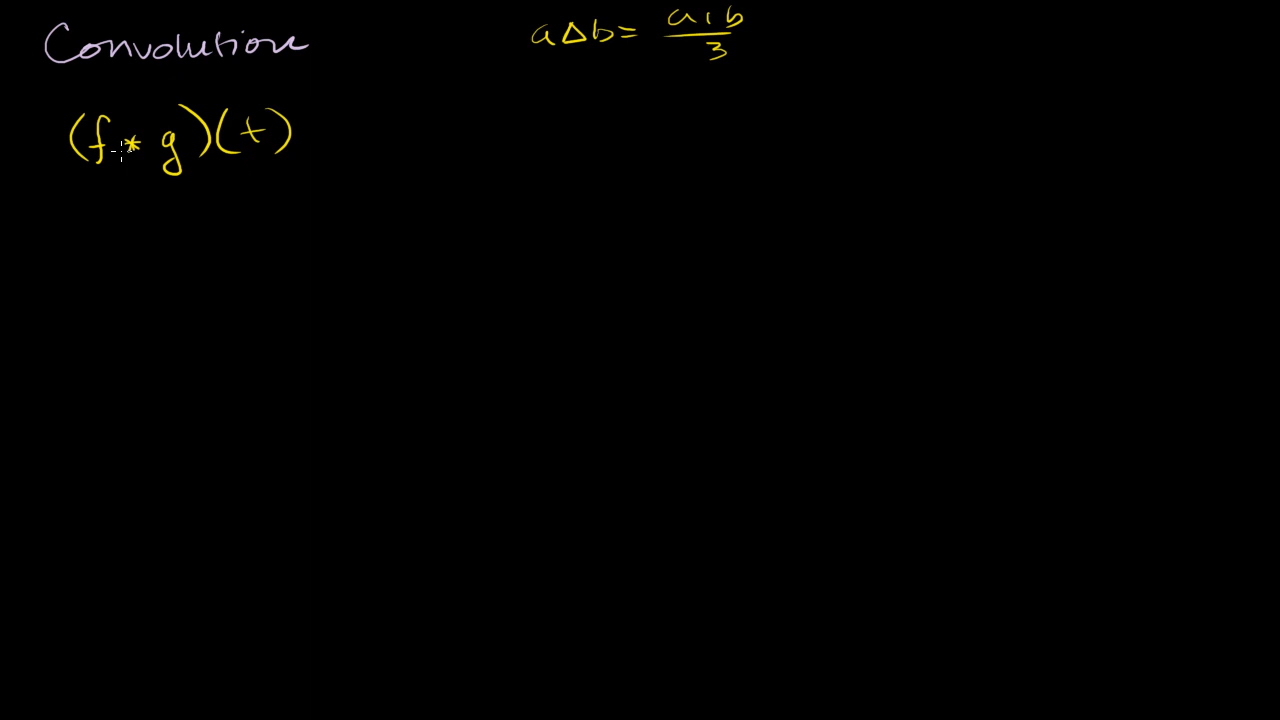 Convolution
a Δ b = a + b / 3
(f * g)(t)